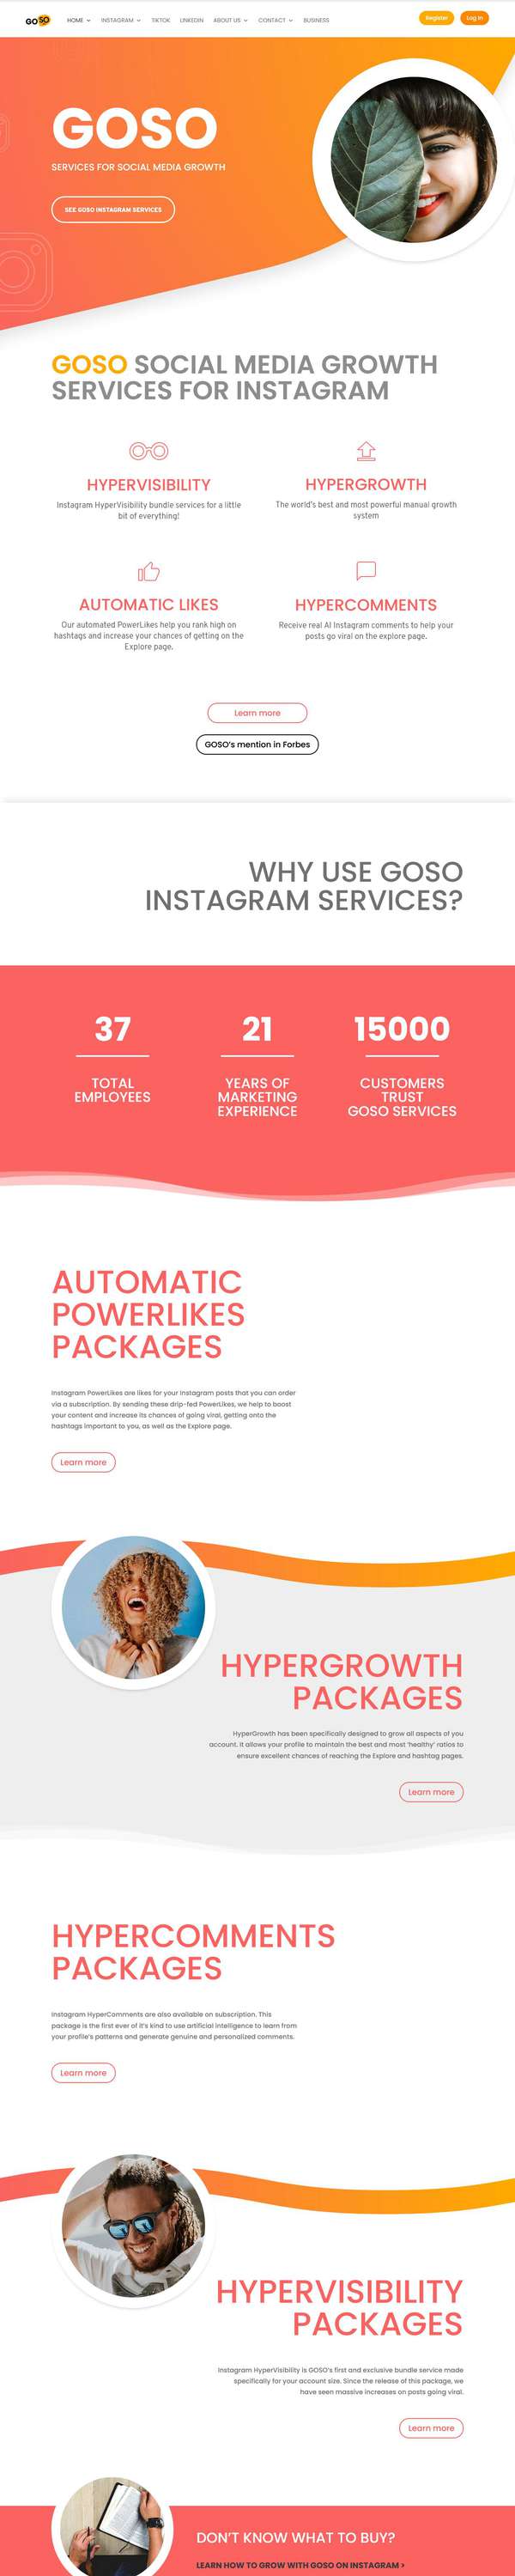 GO SO
HOME
INSTAGRAM
TIKTOK
LINKEDIN
ABOUT US
CONTACT
BUSINESS
Register
Log in
GOSO
SERVICES FOR SOCIAL MEDIA GROWTH
SEE GOSO INSTAGRAM SERVICES
GOSO SOCIAL MEDIA GROWTH
SERVICES FOR INSTAGRAM
HYPERVISIBILITY
Instagram HyperVisibility bundle services for a little
bit of everything!
HYPERGROWTH
The world's best and most powerful manual growth
system
AUTOMATIC LIKES
Our automated PowerLikes help you rank high on
hashtags and increase your chances of getting on the
Explore page.
HYPERCOMMENTS
Receive real AI Instagram comments to help your
posts go viral on the explore page.
Learn more
GOSO's mention in Forbes
WHY USE GOSO
INSTAGRAM SERVICES?
37
TOTAL
EMPLOYEES
21
YEARS OF
MARKETING
EXPERIENCE
15000
CUSTOMERS
TRUST
GOSO SERVICES
AUTOMATIC
POWERLIKES
PACKAGES
Instagram PowerLikes are likes for your Instagram posts that you can order
via a subscription. By sending these drip-fed PowerLikes, we help to boost
your content and increase its chances of going viral, getting onto the
hashtags important to you, as well as the Explore page.
Learn more
HYPERGROWTH
PACKAGES
HyperGrowth has been specifically designed to grow all aspects of you
account. It allows your profile to maintain the best and most 'healthy' ratios to
ensure excellent chances of reaching the Explore and hashtag pages.
Learn more
HYPERCOMMENTS
PACKAGES
Instagram HyperComments are also available on subscription. This
package is the first ever of it's kind to use artificial intelligence to learn from
your profile's patterns and generate genuine and personalized comments.
Learn more
HYPERVISIBILITY
PACKAGES
Instagram HyperVisibility is GOSO's first and exclusive bundle service made
specifically for your account size. Since the release of this package, we
have seen massive increases on posts going viral.
Learn more
DON'T KNOW WHAT TO BUY?
LEARN HOW TO GROW WITH GOSO ON INSTAGRAM >